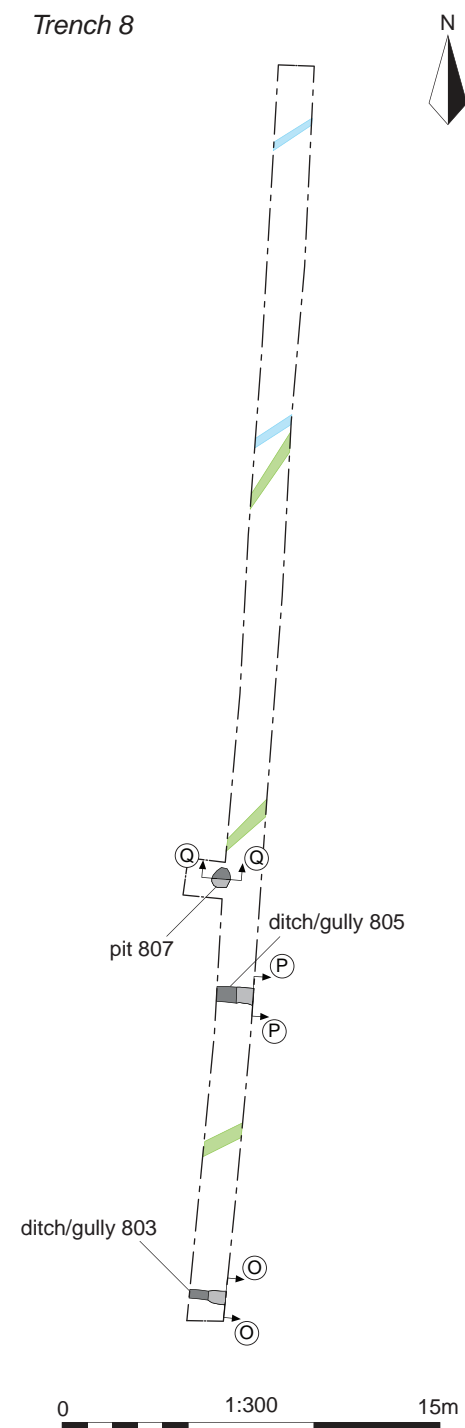 Trench 8
N
Q
Q
pit 807
ditch/gully 805
P
P
ditch/gully 803
O
O
0
1:300
15m